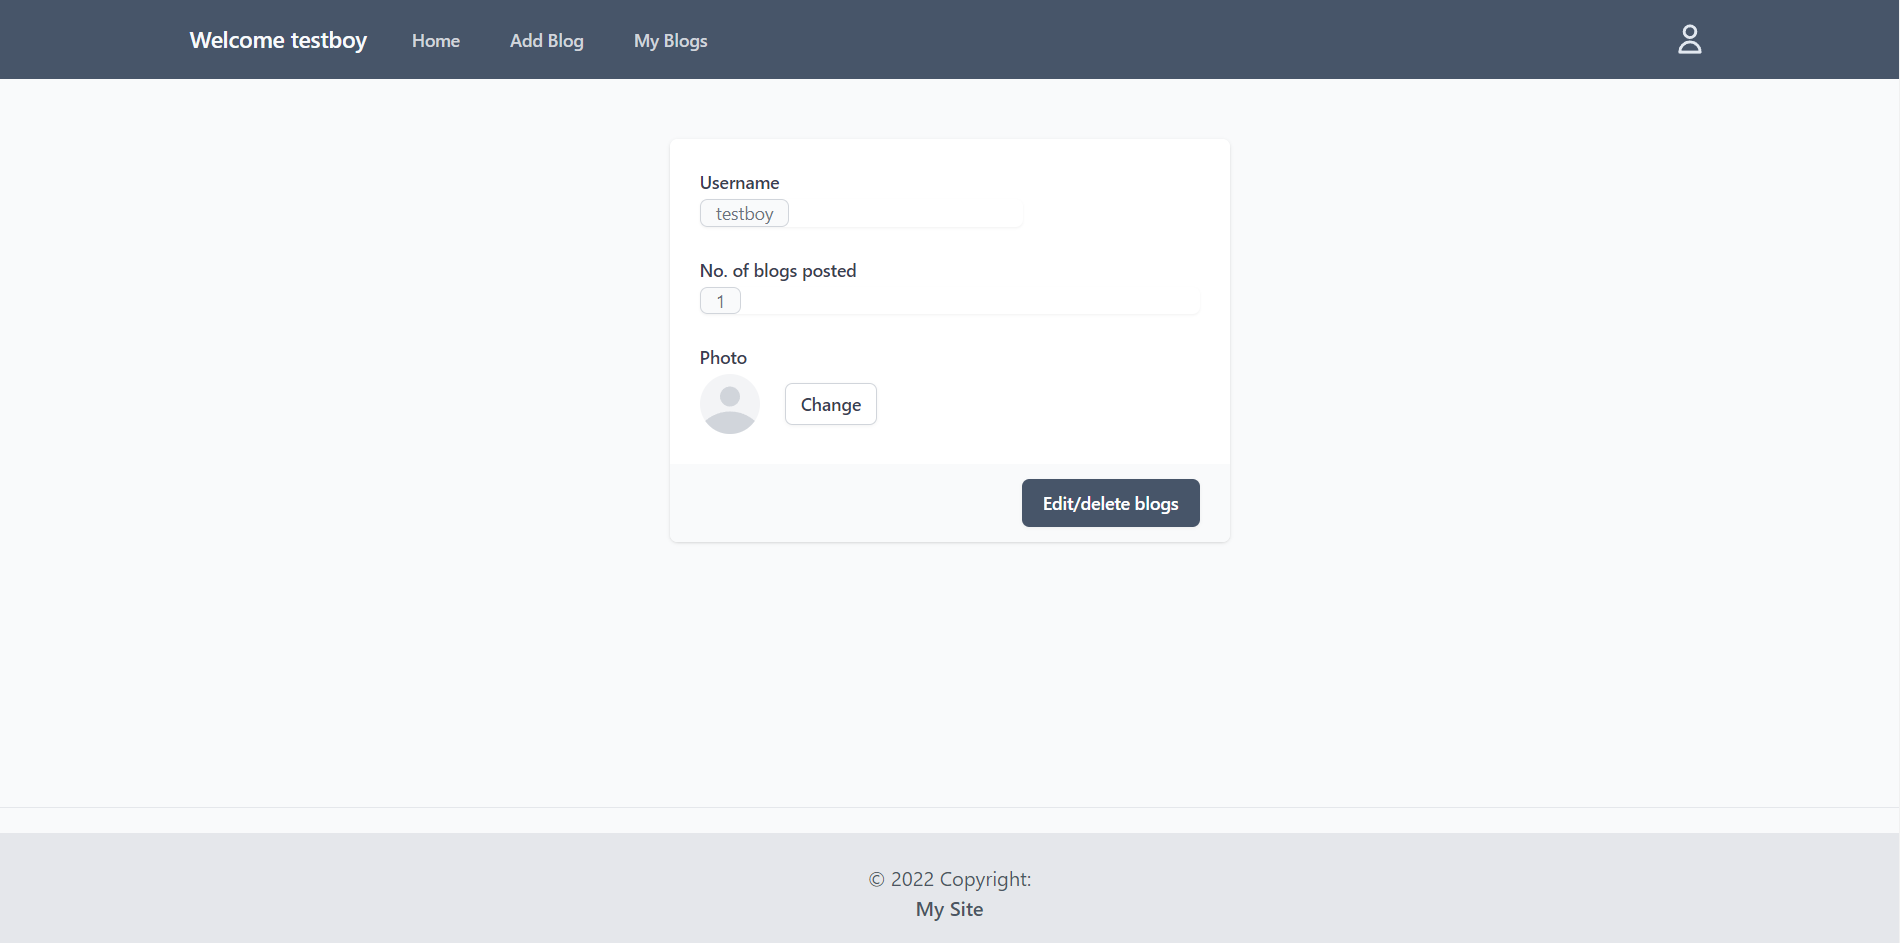 Welcome testboy Home Add Blog My Blogs
Username
testboy
No. of blogs posted
1
Photo
Change
Edit/delete blogs
© 2022 Copyright:
My Site